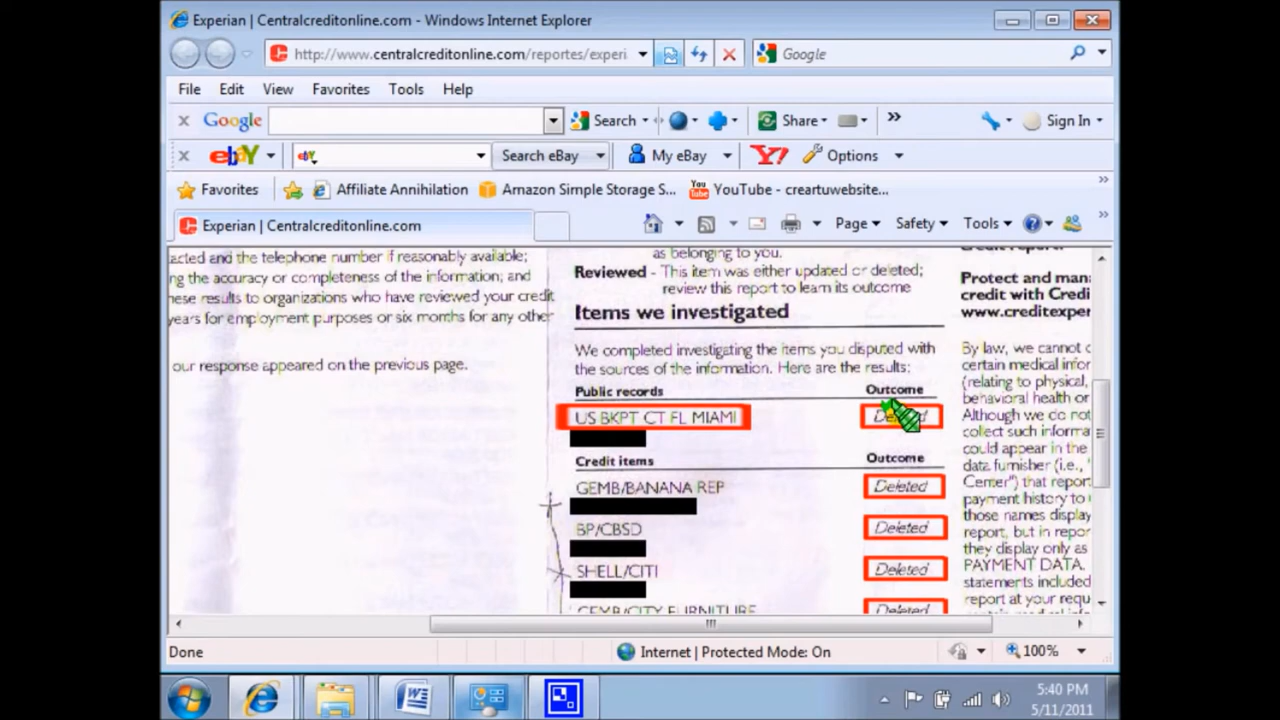 Experian | Centralcreditonline.com - Windows Internet Explorer
http://www.centralcreditonline.com/reportes/experi
Google
File Edit View Favorites Tools Help
x Google Search Share Sign In
x ebY ebY Search eBay My eBay Y! Options
Favorites Affiliate Annihilation Amazon Simple Storage S... YouTube - creartuwebsite...
Experian | Centralcreditonline.com Page Safety Tools
acted and the telephone number if reasonably available;
ng the accuracy or completeness of the information; and
hese results to organizations who have reviewed your credit
years for employment purposes or six months for any other
our response appeared on the previous page.
as belonging to you.
Reviewed - This item was either updated or deleted;
review this report to learn its outcome
Items we investigated
We completed investigating the items you disputed with
the sources of the information. Here are the results:
Public records Outcome
US BKPT CT FL MIAMI
Credit items Outcome
GEMB/BANANA REP Deleted
BP/CBSD Deleted
SHELL/CITI Deleted
GEMB/CITY FURNITURE Deleted
Protect and man
credit with Credi
www.creditexper
By law, we cannot
certain medical infor
(relating to physical,
behavioral health or
Although we do not
collect such informa
could appear in the
data furnisher (i.e.,
Center") that report
payment history to
those names display
report, but in repor
they display only as
PAYMENT DATA.
statements included
report at your reque
Done Internet | Protected Mode: On 100%
5:40 PM
5/11/2011